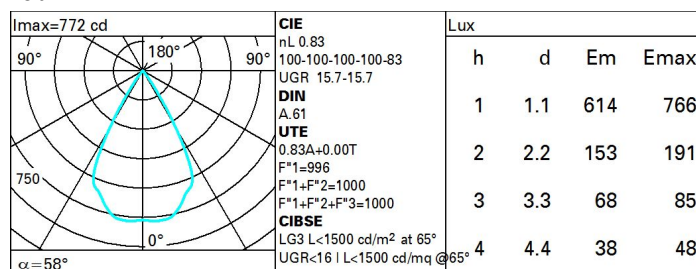 Imax=772 cd
90°
180°
90°
750
0°
α=58°
CIE
nL 0.83
100-100-100-100-83
UGR 15.7-15.7
DIN
A.61
UTE
0.83A+0.00T
F"1=996
F"1+F"2=1000
F"1+F"2+F"3=1000
CIBSE
LG3 L<1500 cd/m² at 65°
UGR<16 | L<1500 cd/mq @65°
Lux
h d Em Emax
1 1.1 614 766
2 2.2 153 191
3 3.3 68 85
4 4.4 38 48